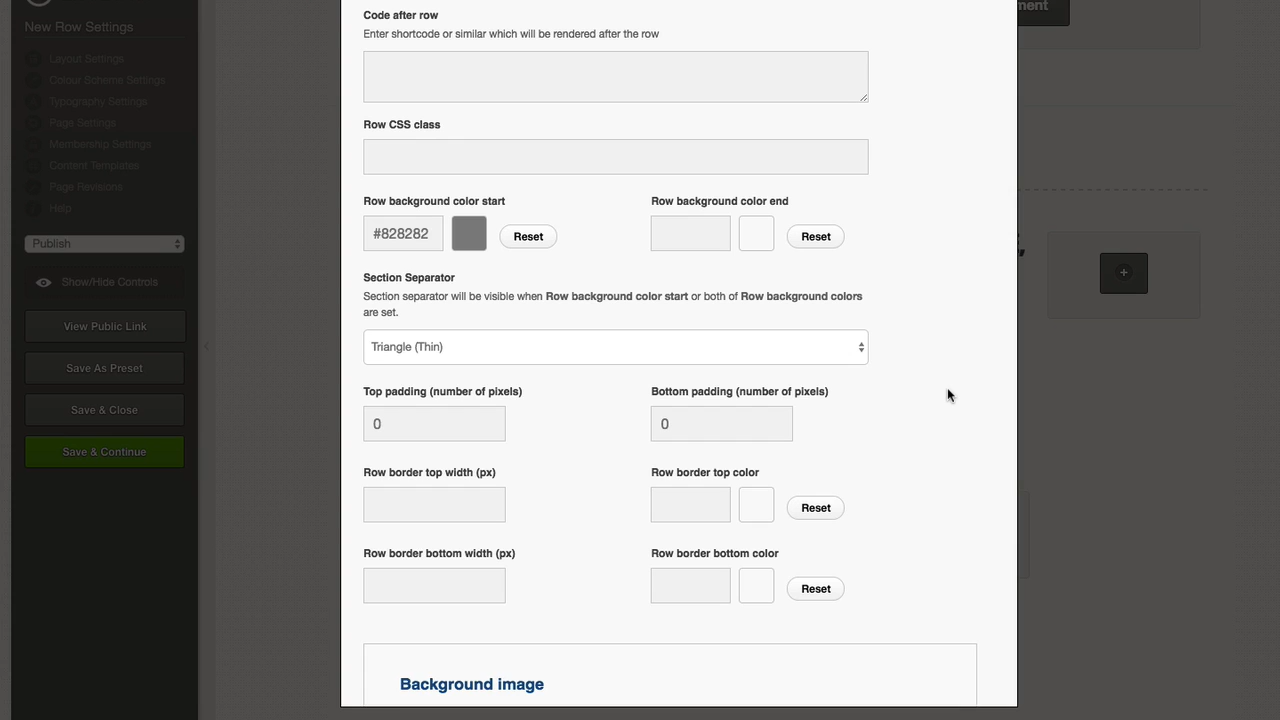 New Row Settings
Layout Settings
Colour Scheme Settings
Typography Settings
Page Settings
Membership Settings
Content Templates
Page Revisions
Help
Publish
Show/Hide Controls
View Public Link
Save As Preset
Save & Close
Save & Continue
Code after row
Enter shortcode or similar which will be rendered after the row
Row CSS class
Row background color start
Row background color end
#828282
Reset
Reset
Section Separator
Section separator will be visible when Row background color start or both of Row background colors
are set.
Triangle (Thin)
Top padding (number of pixels)
Bottom padding (number of pixels)
0
0
Row border top width (px)
Row border top color
Reset
Row border bottom width (px)
Row border bottom color
Reset
Background image